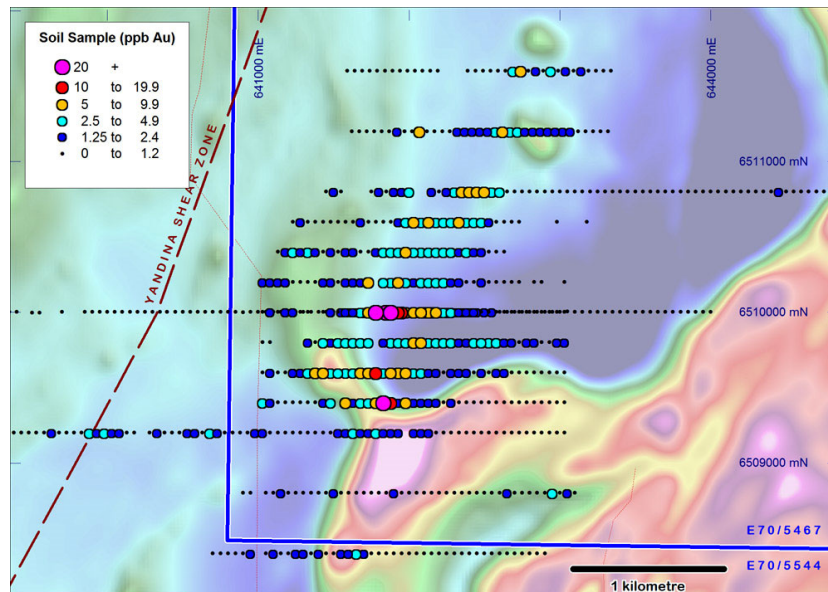 Soil Sample (ppb Au)
20 +
10 to 19.9
5 to 9.9
2.5 to 4.9
1.25 to 2.4
0 to 1.2
641000 mE
644000 mE
YANDINA SHEAR ZONE
6511000 mN
6510000 mN
6509000 mN
E70/5467
E70/5544
1 kilometre